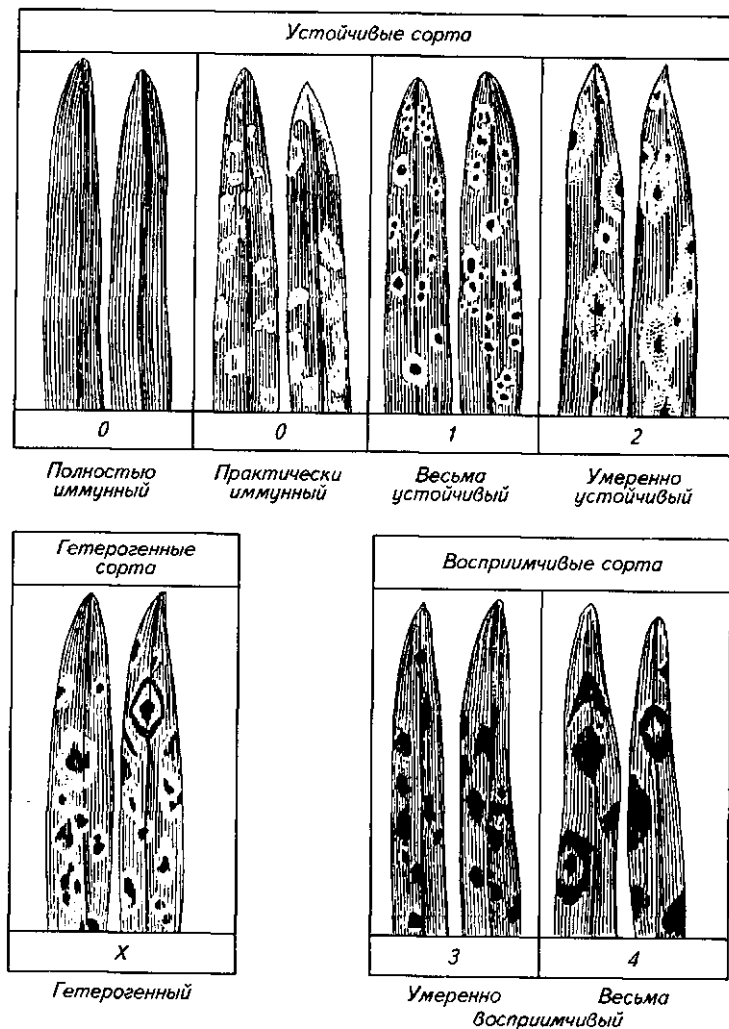 Устойчивые сорта
0
0
1
2
Полностью
иммунный
Практически
иммунный
Весьма
устойчивый
Умеренно
устойчивый
Гетерогенные
сорта
X
Гетерогенный
Восприимчивые сорта
3
4
Умеренно
Весьма
восприимчивый